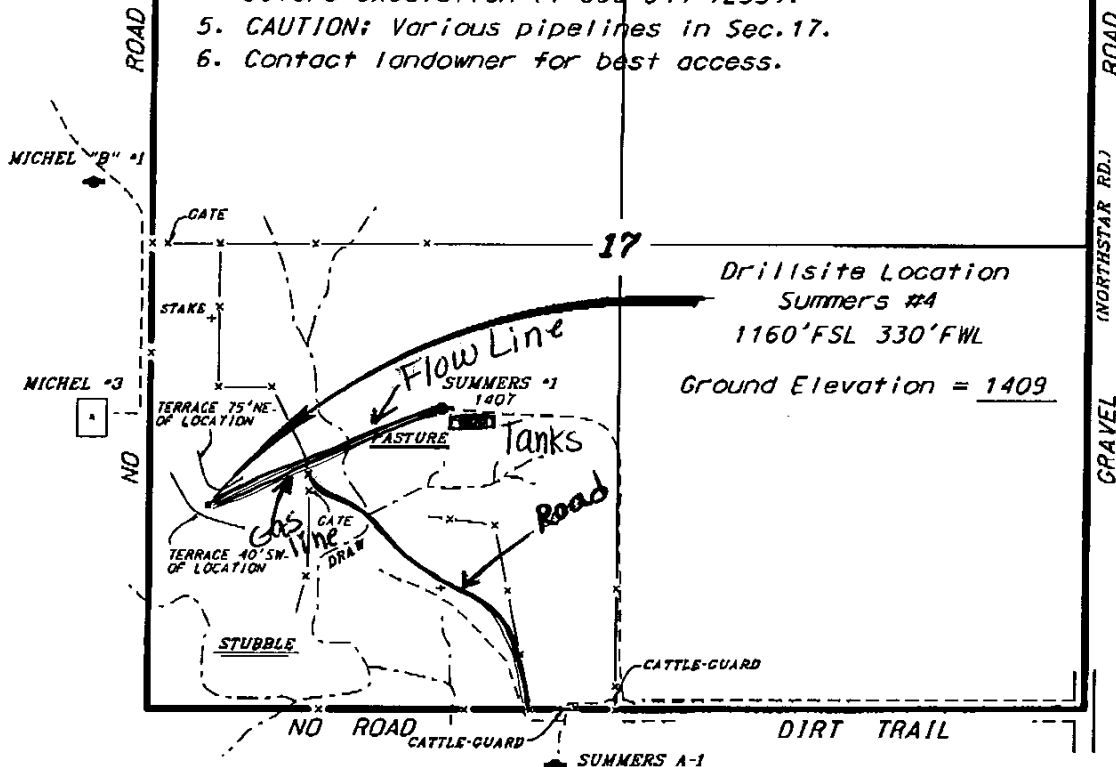 5. CAUTION: Various pipelines in Sec.17.
6. Contact landowner for best access.
ROAD
ROAD
MICHEL "B" #1
GATE
17
(NORTHSTAR RD.)
Drillsite Location
Summers #4
1160'FSL 330'FWL
STAKE
Flow Line
MICHEL #3
SUMMERS #1
1407
Ground Elevation = 1409
TERRACE 75'NE-
OF LOCATION
PASTURE
Tanks
NO
GRAVEL
Road
Gas
line
GATE
DRAW
TERRACE 40'SW-
OF LOCATION
STUBBLE
CATTLE-GUARD
NO ROAD
CATTLE-GUARD
DIRT TRAIL
SUMMERS A-1